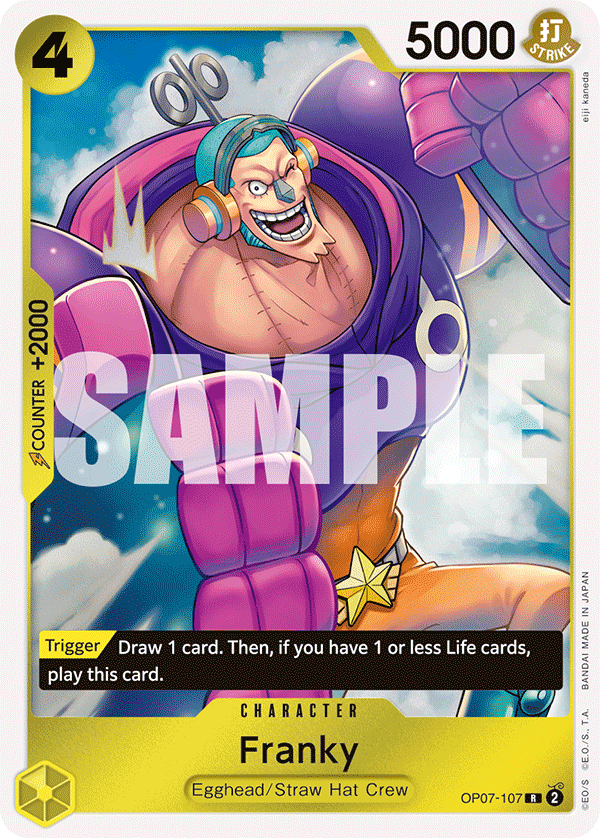 4
5000
打
STRIKE
eiji kaneda
COUNTER +2000
SAMPLE
Trigger Draw 1 card. Then, if you have 1 or less Life cards,
play this card.
CHARACTER
Franky
Egghead/Straw Hat Crew
OP07-107 R 2
©EO/S ©E.O./S., T.A. BANDAI MADE IN JAPAN